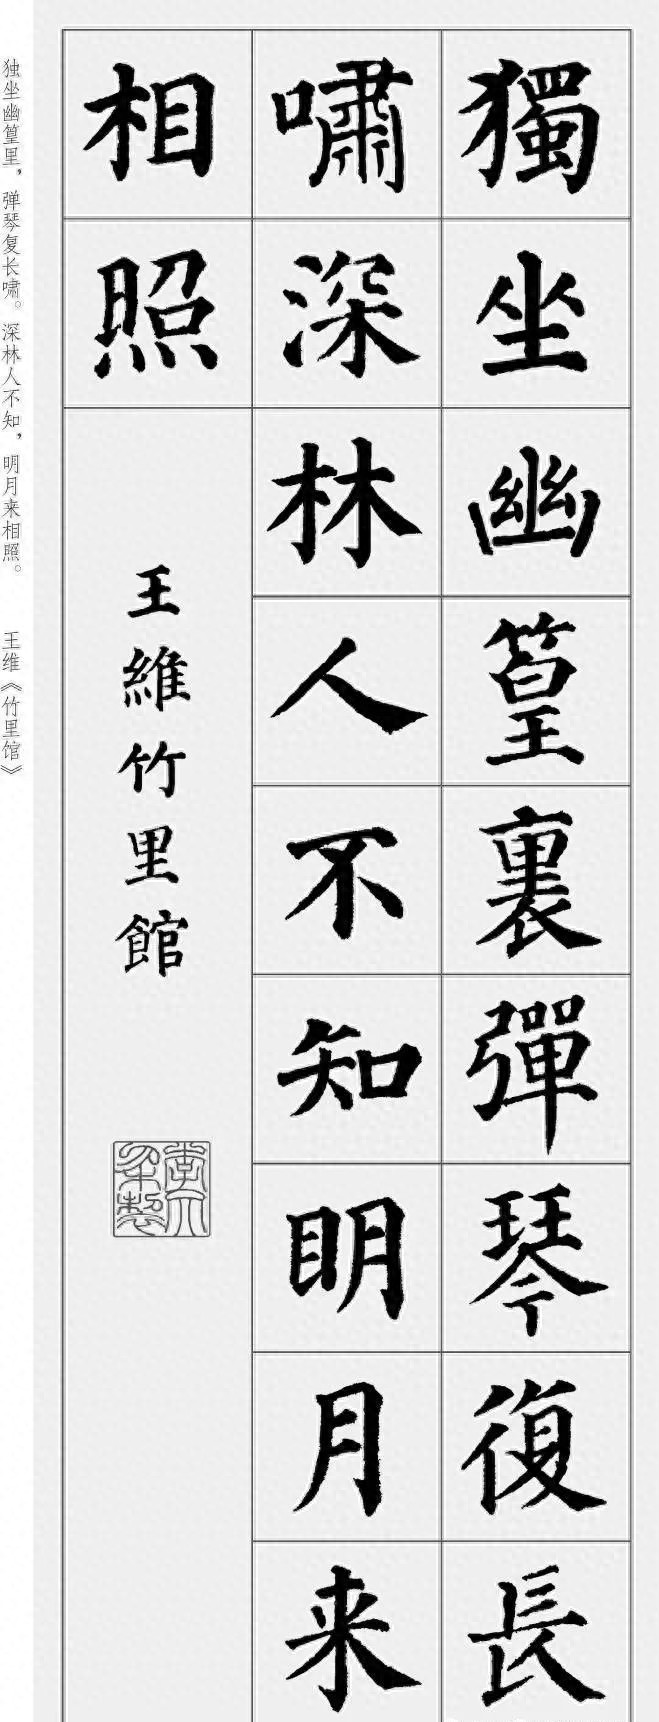 獨坐幽篁裏彈琴復長
嘯深林人不知明月来
相照
王維竹里館
独坐幽篁里，弹琴复长啸。深林人不知，明月来相照。 王维《竹里馆》